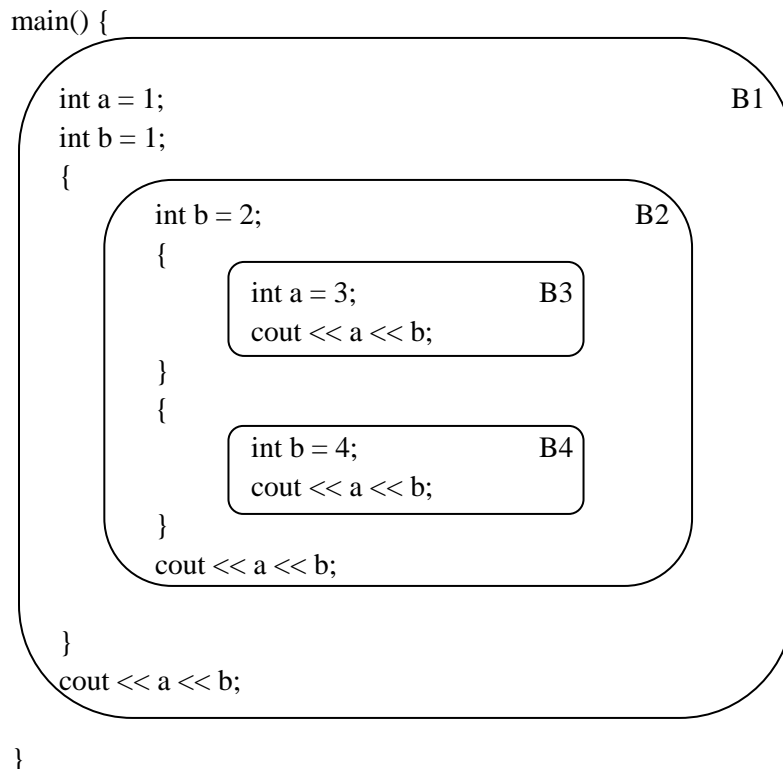 main() {
int a = 1; B1
int b = 1;
{
int b = 2; B2
{
int a = 3; B3
cout << a << b;
}
{
int b = 4; B4
cout << a << b;
}
cout << a << b;
}
cout << a << b;
}